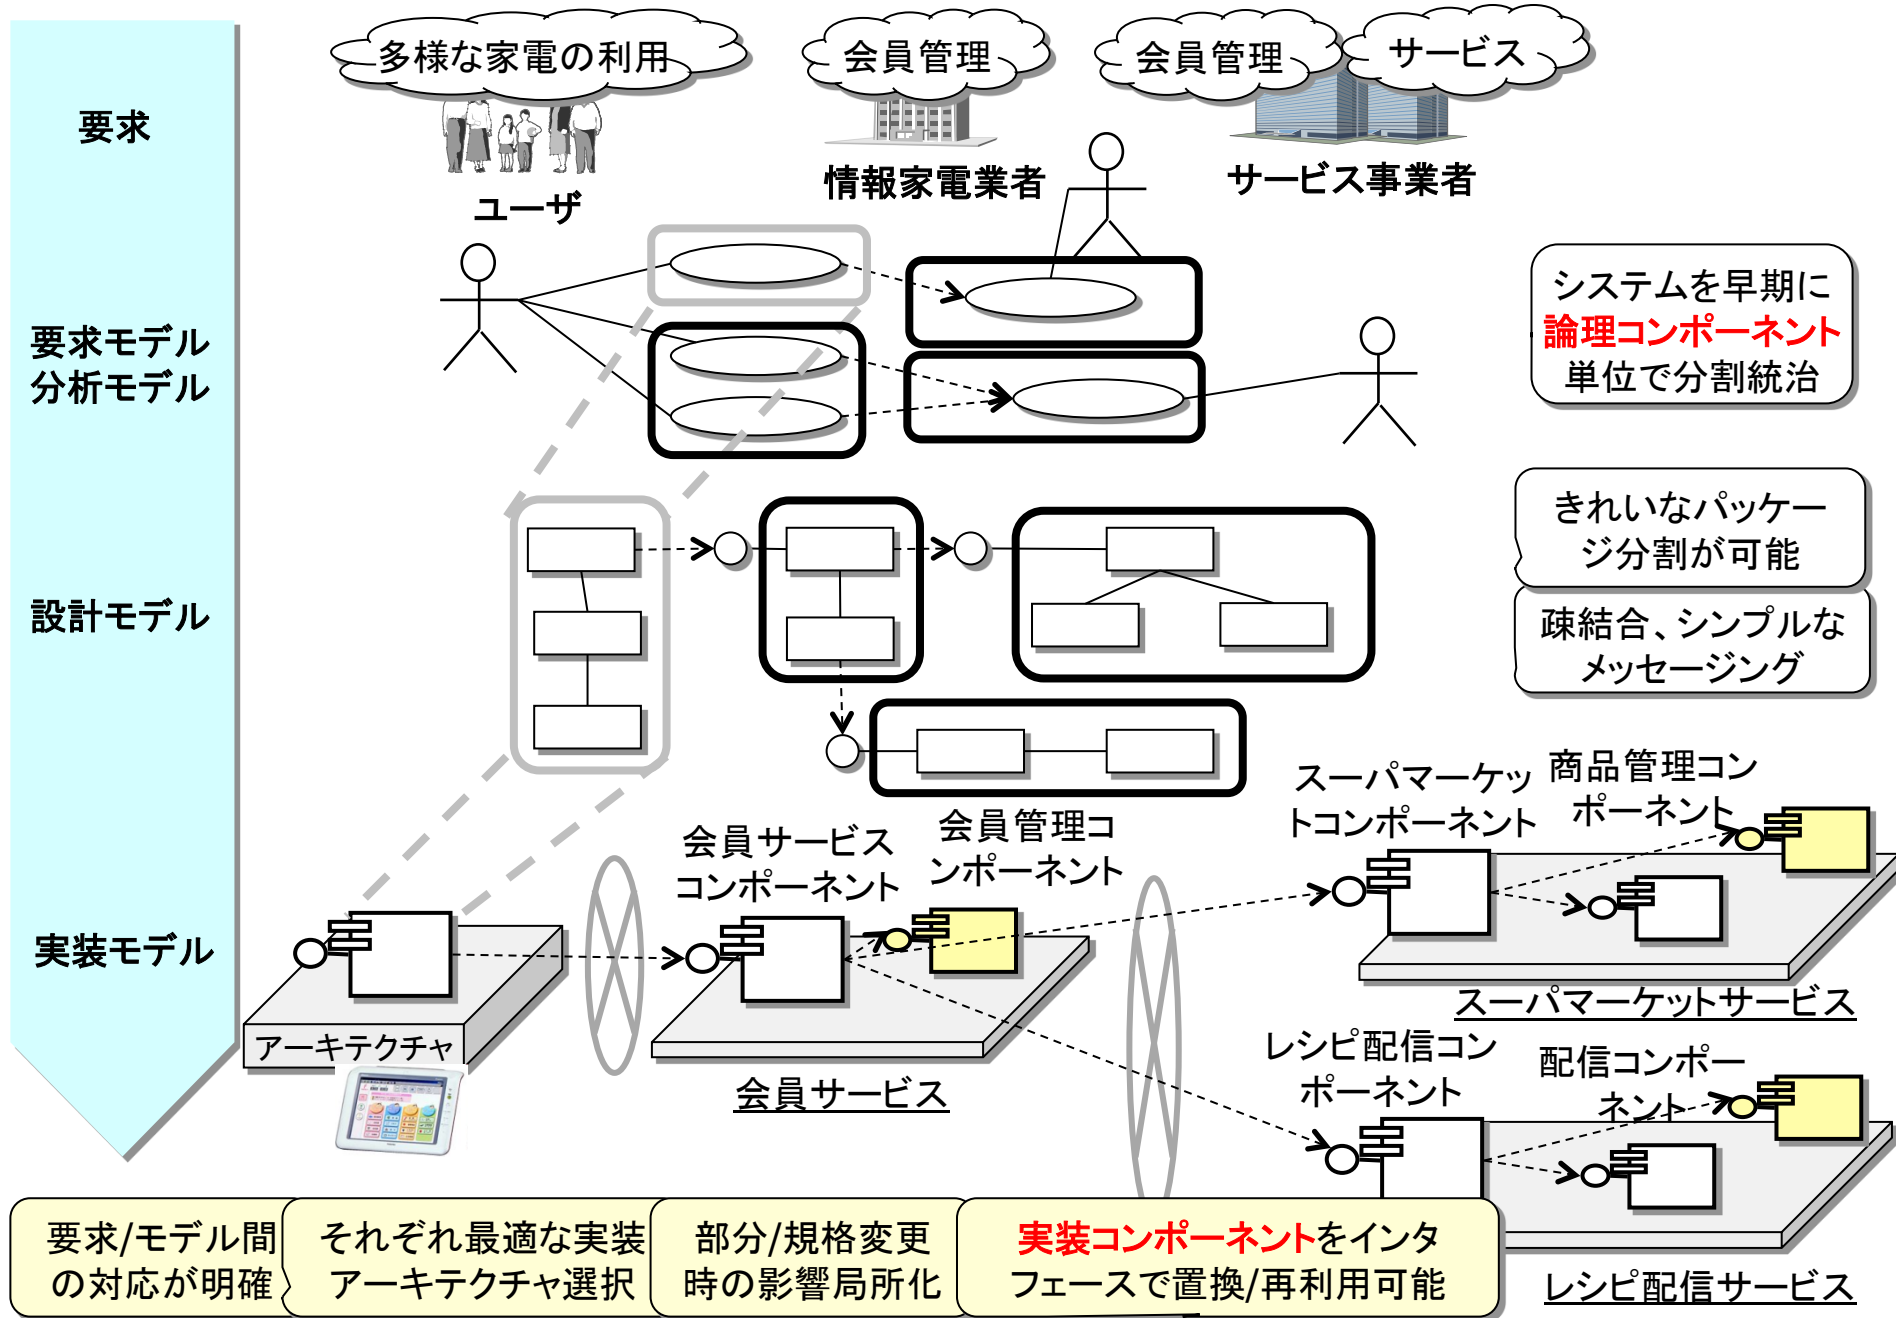 多様な家電の利用
会員管理
会員管理
サービス
要求
ユーザ
情報家電業者
サービス事業者
要求モデル
分析モデル
システムを早期に
論理コンポーネント
単位で分割統治
きれいなパッケー
ジ分割が可能
設計モデル
疎結合、シンプルな
メッセージング
スーパマーケッ
トコンポーネント
商品管理コン
ポーネント
会員サービス
コンポーネント
会員管理コ
ンポーネント
実装モデル
アーキテクチャ
会員サービス
スーパマーケットサービス
レシピ配信コン
ポーネント
配信コンポー
ネント
要求/モデル間
の対応が明確
それぞれ最適な実装
アーキテクチャ選択
部分/規格変更
時の影響局所化
実装コンポーネントをインタ
フェースで置換/再利用可能
レシピ配信サービス